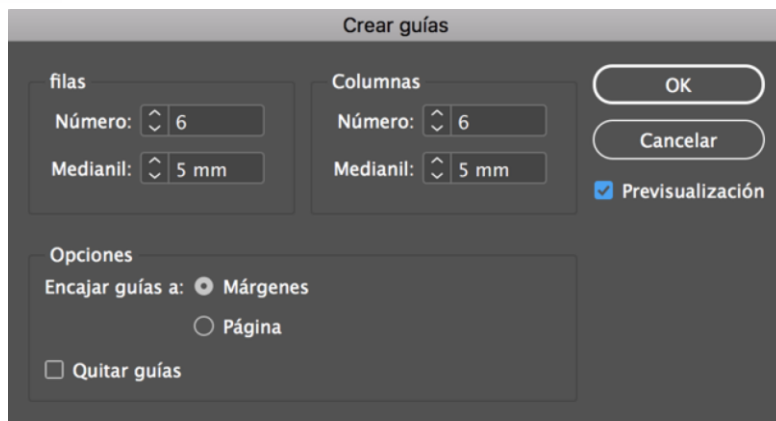 Crear guías
filas
Número: 6
Medianil: 5 mm
Columnas
Número: 6
Medianil: 5 mm
OK
Cancelar
Previsualización
Opciones
Encajar guías a: Márgenes
Página
Quitar guías